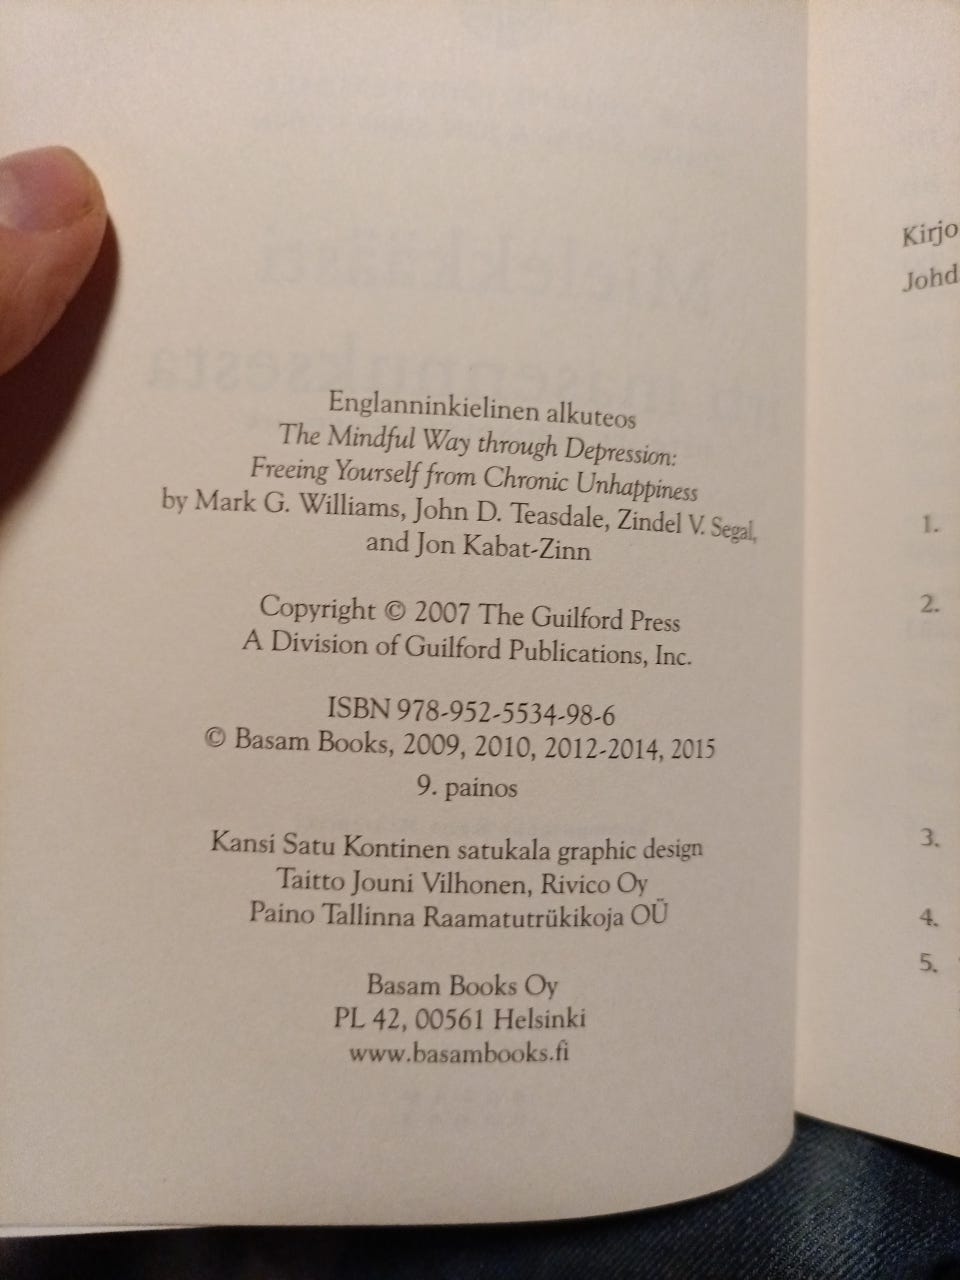 Englanninkielinen alkuteos
The Mindful Way through Depression:
Freeing Yourself from Chronic Unhappiness
by Mark G. Williams, John D. Teasdale, Zindel V. Segal,
and Jon Kabat-Zinn
Copyright © 2007 The Guilford Press
A Division of Guilford Publications, Inc.
ISBN 978-952-5534-98-6
© Basam Books, 2009, 2010, 2012-2014, 2015
9. painos
Kansi Satu Kontinen satukala graphic design
Taitto Jouni Vilhonen, Rivico Oy
Paino Tallinna Raamatutrükikoja OÜ
Basam Books Oy
PL 42, 00561 Helsinki
www.basambooks.fi
Kirjo
Johd
1.
2.
3.
4.
5.